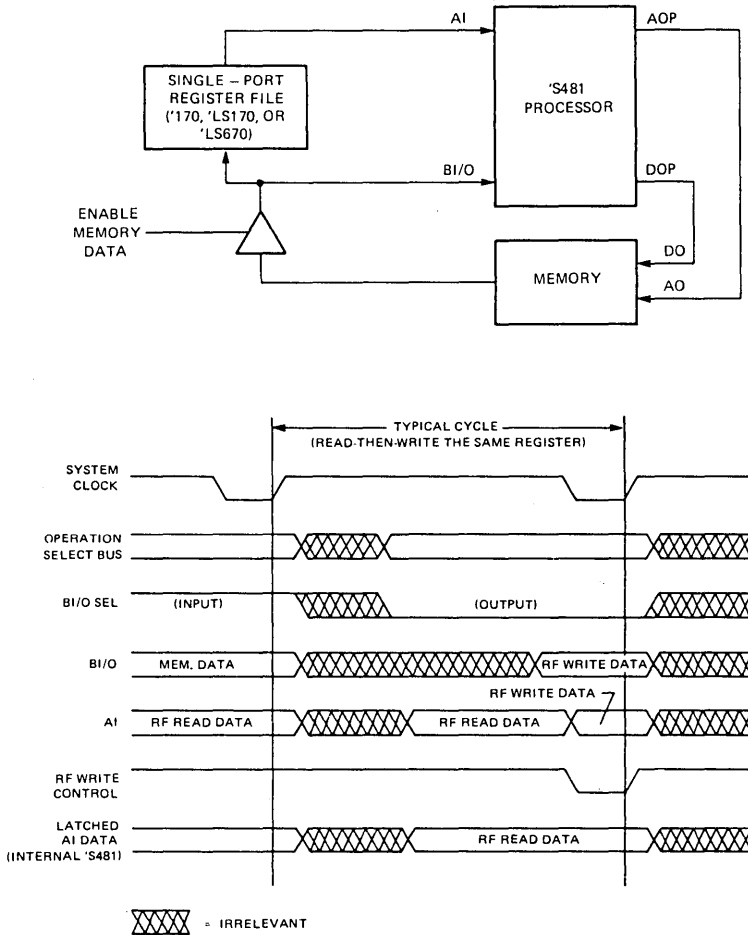 AI
AOP
SINGLE – PORT
REGISTER FILE
('170, 'LS170, OR
'LS670)
'S481
PROCESSOR
BI/O
DOP
ENABLE
MEMORY
DATA
DO
MEMORY
AO
TYPICAL CYCLE
(READ-THEN-WRITE THE SAME REGISTER)
SYSTEM
CLOCK
OPERATION
SELECT BUS
BI/O SEL
(INPUT)
(OUTPUT)
BI/O
MEM. DATA
RF WRITE DATA
RF WRITE DATA
AI
RF READ DATA
RF READ DATA
RF WRITE
CONTROL
LATCHED
AI DATA
(INTERNAL 'S481)
RF READ DATA
= IRRELEVANT